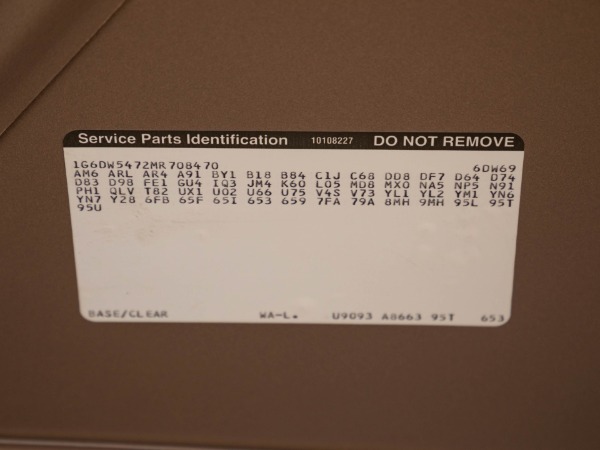 Service Parts Identification 10108227 DO NOT REMOVE
1G6DW5472MR708470 6DW69
AM6 ARL AR4 A91 BY1 B18 B84 C1J C68 DD8 DF7 D64 D74
D83 D98 FE1 GU4 IQ3 JM4 K60 L05 MD8 MX0 NA5 NP5 N91
PH1 QLV T82 UX1 U02 U66 U75 V4S V73 YL1 YL2 YM1 YN6
YN7 Y28 6FB 65F 65I 653 659 7FA 79A 8MH 9MH 95L 95T
95U
BASE/CLEAR WA-L. U9093 A8663 95T 653